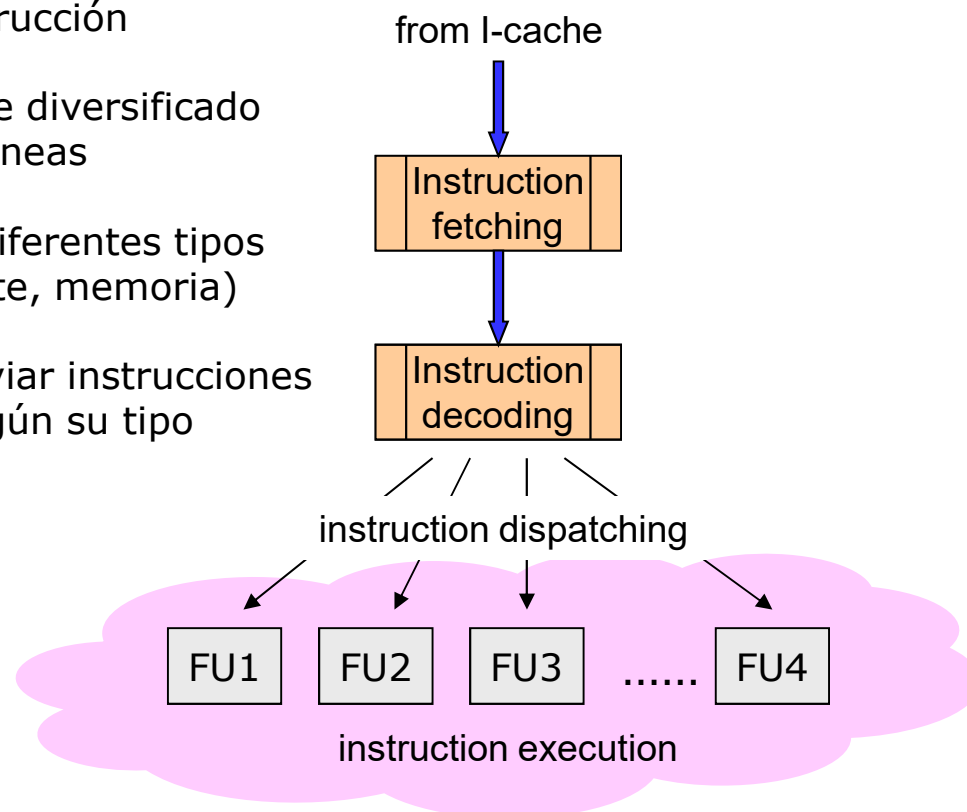 rucción
e diversificado
neas
iferentes tipos
te, memoria)
viar instrucciones
gún su tipo
from I-cache
Instruction
fetching
Instruction
decoding
instruction dispatching
FU1 FU2 FU3 ...... FU4
instruction execution